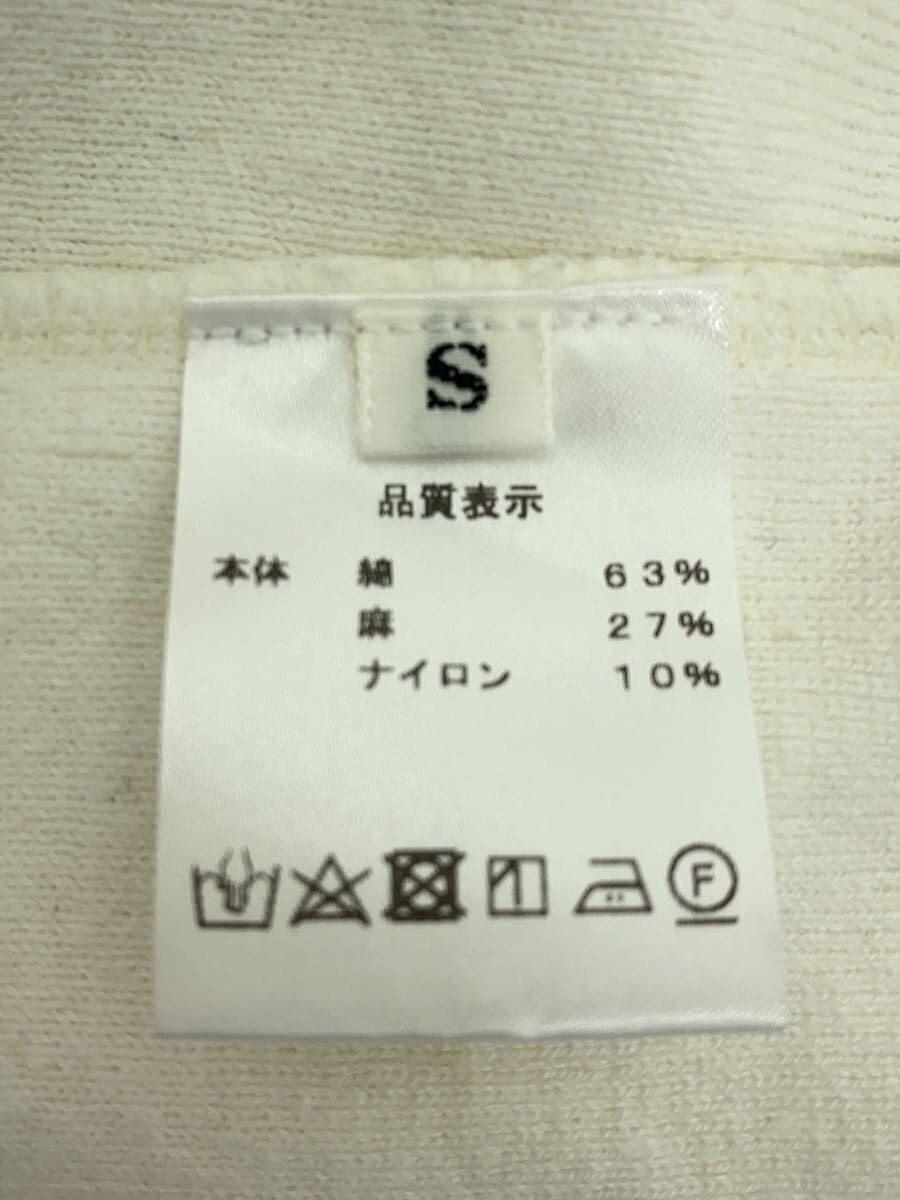 S
品質表示
本体 綿 63%
麻 27%
ナイロン 10%
F